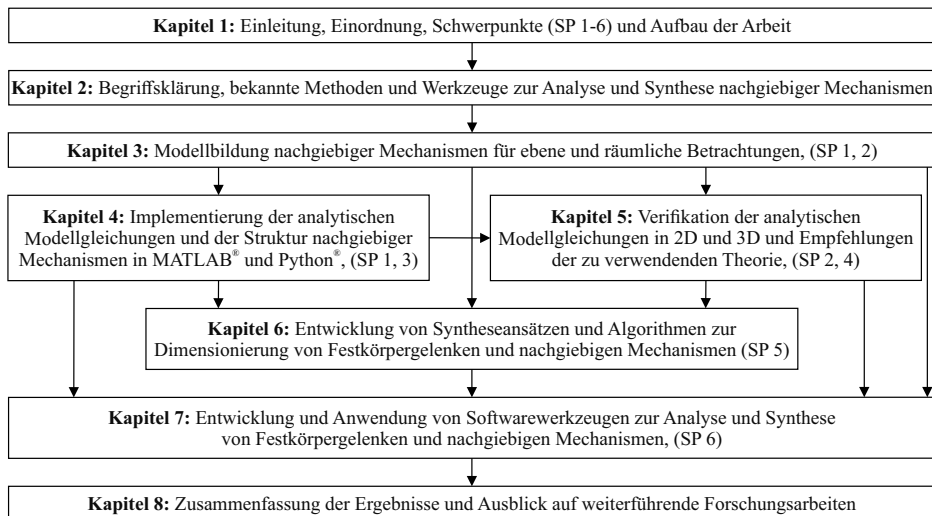 Kapitel 1: Einleitung, Einordnung, Schwerpunkte (SP 1-6) und Aufbau der Arbeit
Kapitel 2: Begriffsklärung, bekannte Methoden und Werkzeuge zur Analyse und Synthese nachgiebiger Mechanismen
Kapitel 3: Modellbildung nachgiebiger Mechanismen für ebene und räumliche Betrachtungen, (SP 1, 2)
Kapitel 4: Implementierung der analytischen
Modellgleichungen und der Struktur nachgiebiger
Mechanismen in MATLAB® und Python®, (SP 1, 3)
Kapitel 5: Verifikation der analytischen
Modellgleichungen in 2D und 3D und Empfehlungen
der zu verwendenden Theorie, (SP 2, 4)
Kapitel 6: Entwicklung von Syntheseansätzen und Algorithmen zur
Dimensionierung von Festkörpergelenken und nachgiebigen Mechanismen (SP 5)
Kapitel 7: Entwicklung und Anwendung von Softwarewerkzeugen zur Analyse und Synthese
von Festkörpergelenken und nachgiebigen Mechanismen, (SP 6)
Kapitel 8: Zusammenfassung der Ergebnisse und Ausblick auf weiterführende Forschungsarbeiten